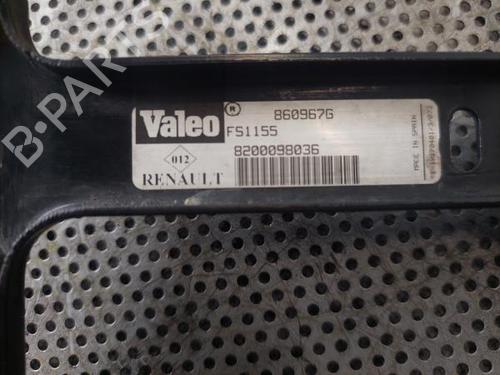 Valeo ®
860967G
FS1155
8200098036
012
RENAULT
MADE IN SPAIN
B-PARTS